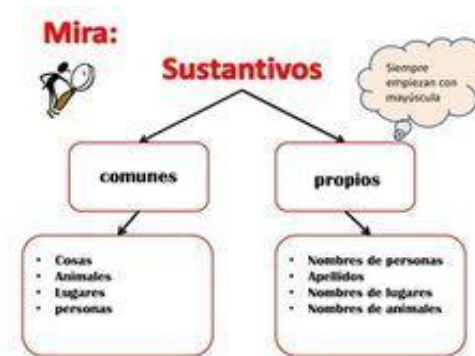 Mira:
Sustantivos
Siempre
empiezan con
mayúscula
comunes
propios
• Cosas
• Animales
• Lugares
• personas
• Nombres de personas
• Apellidos
• Nombres de lugares
• Nombres de animales